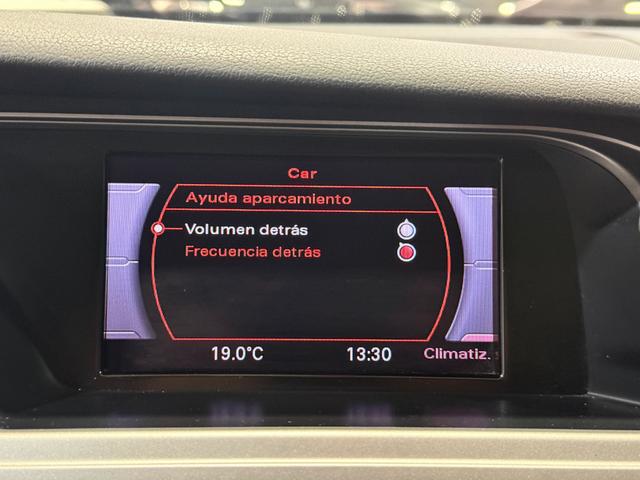 Car
Ayuda aparcamiento
Volumen detrás
Frecuencia detrás
19.0°C 13:30 Climatiz.